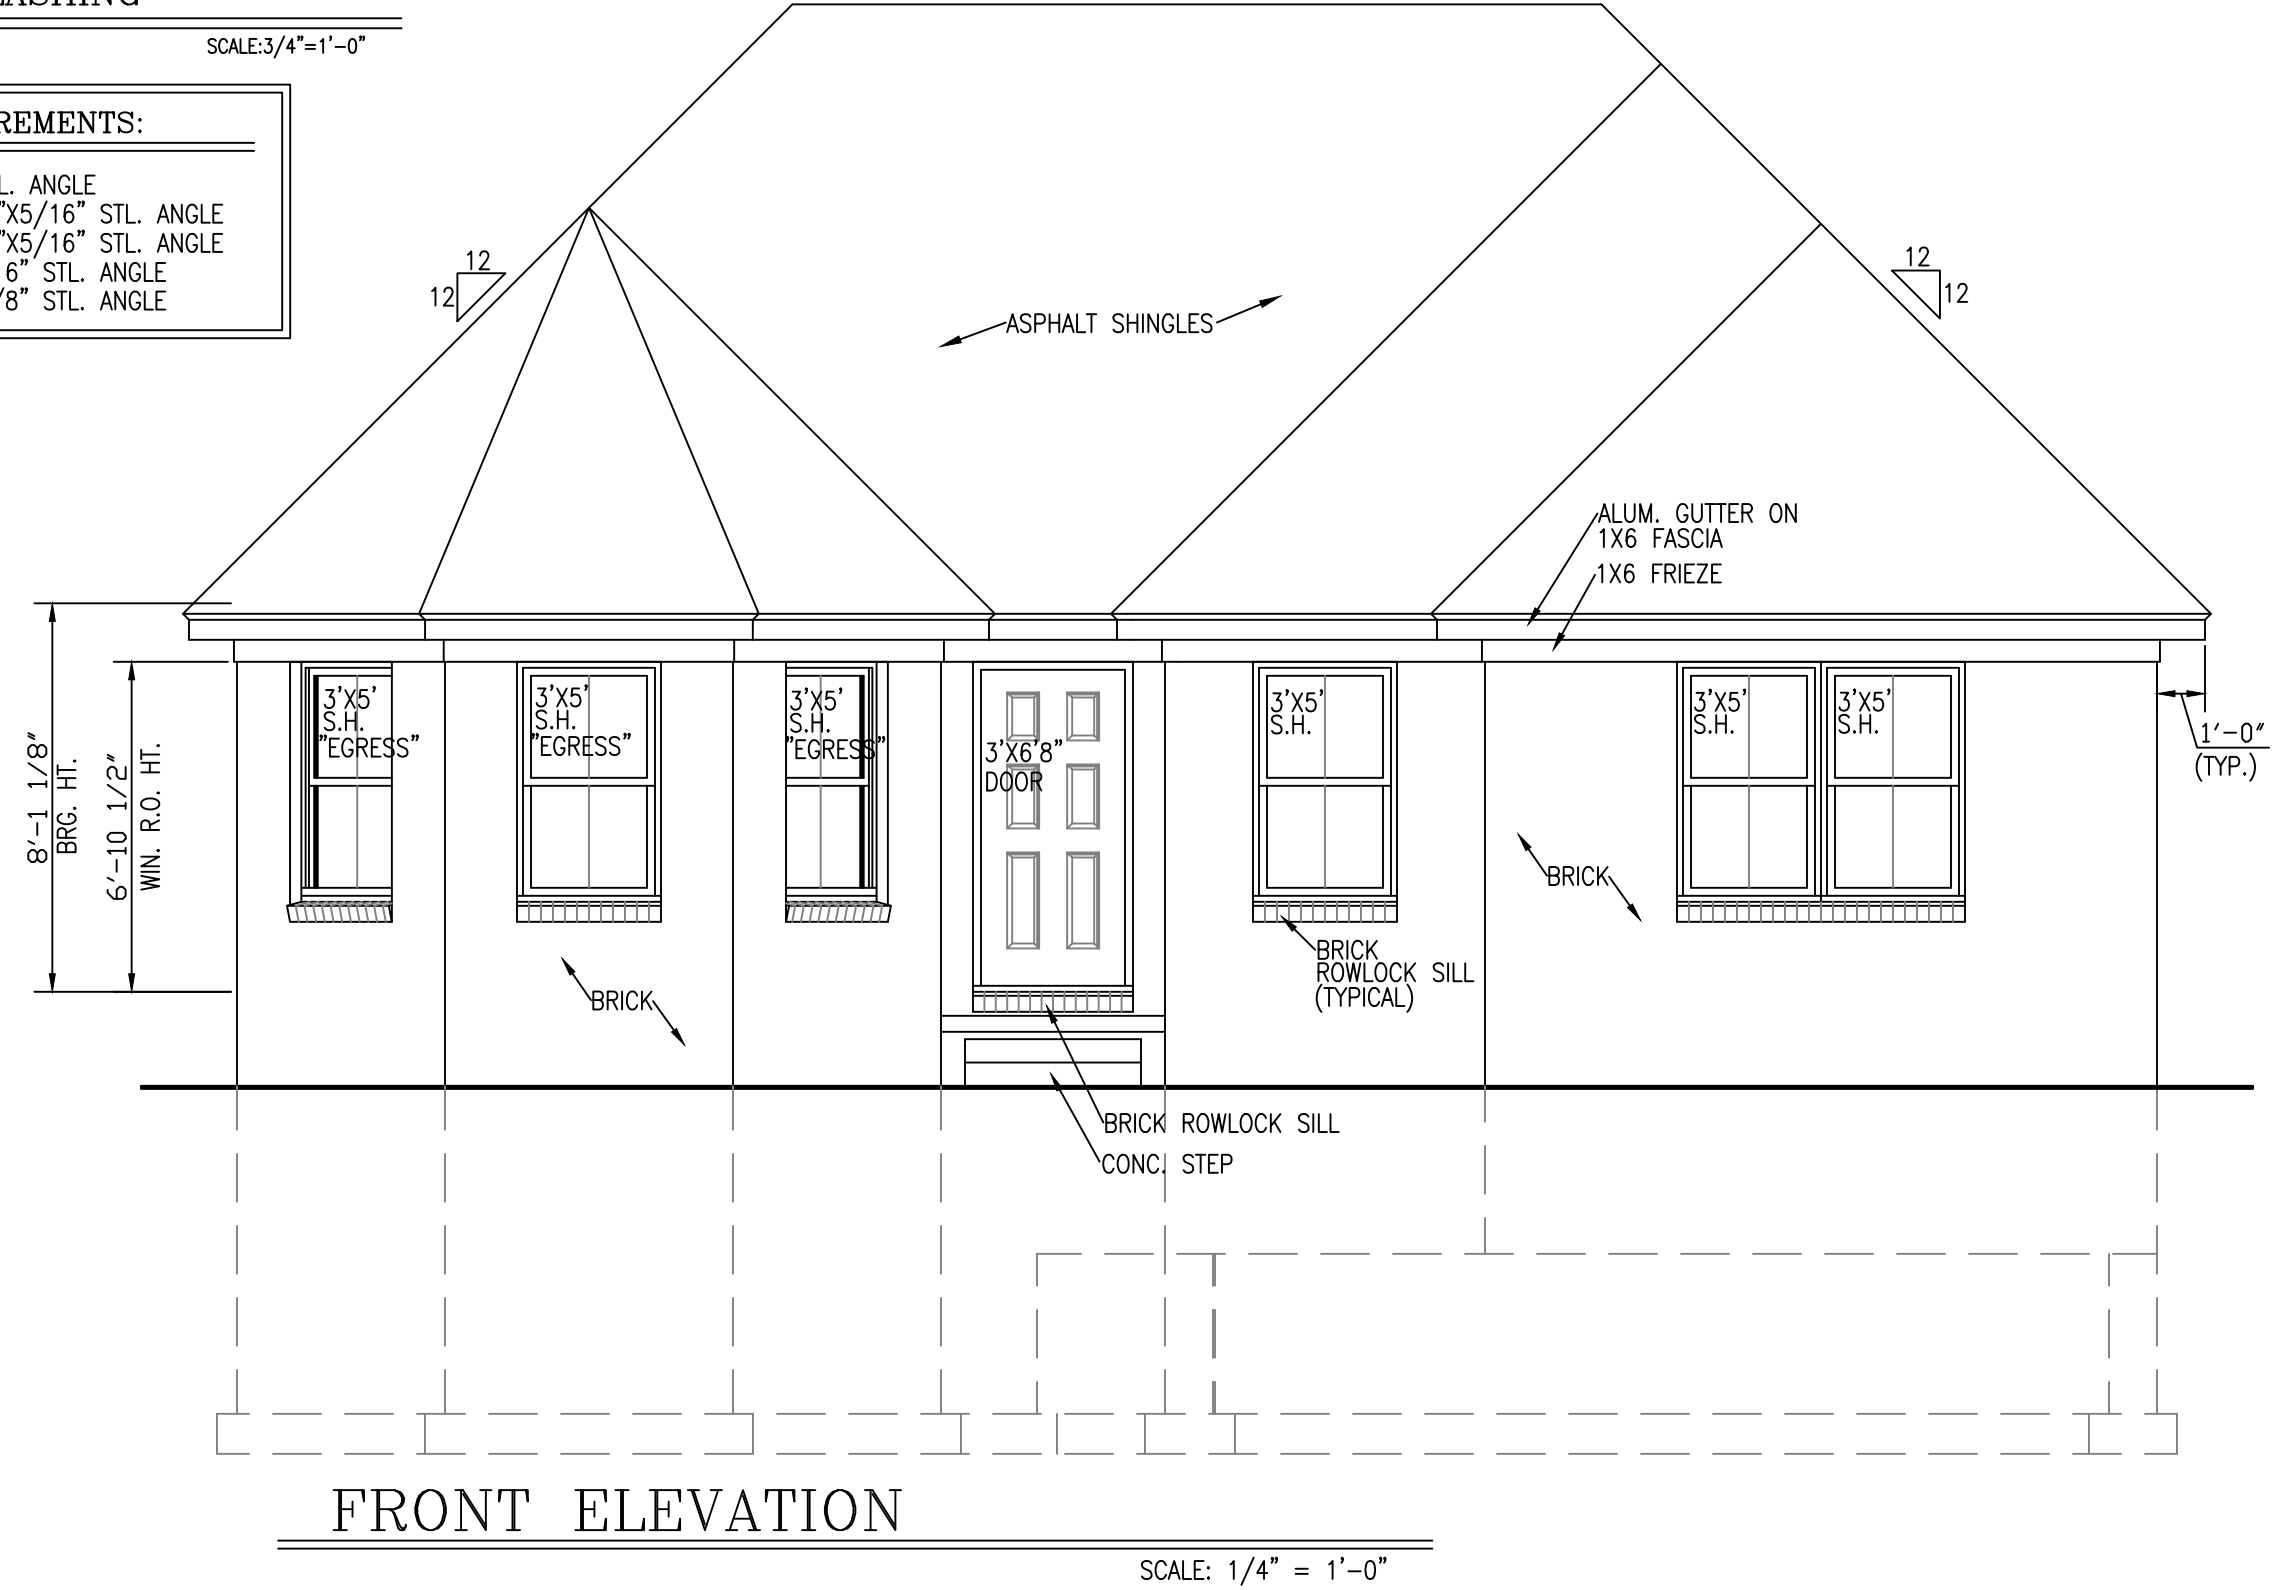 SCALE:3/4"=1'-0"
L. ANGLE
"X5/16" STL. ANGLE
"X5/16" STL. ANGLE
6" STL. ANGLE
/8" STL. ANGLE
12
12
12
12
ASPHALT SHINGLES
ALUM. GUTTER ON
1X6 FASCIA
1X6 FRIEZE
8'-1 1/8"
BRG. HT.
6'-10 1/2"
WIN. R.O. HT.
3'X5'
S.H.
"EGRESS"
3'X5'
S.H.
"EGRESS"
3'X5'
S.H.
"EGRESS"
3'X6'8"
DOOR
3'X5'
S.H.
3'X5'
S.H.
3'X5'
S.H.
1'-0"
(TYP.)
BRICK
BRICK
BRICK
ROWLOCK SILL
(TYPICAL)
BRICK ROWLOCK SILL
CONC. STEP
FRONT ELEVATION
SCALE: 1/4" = 1'-0"